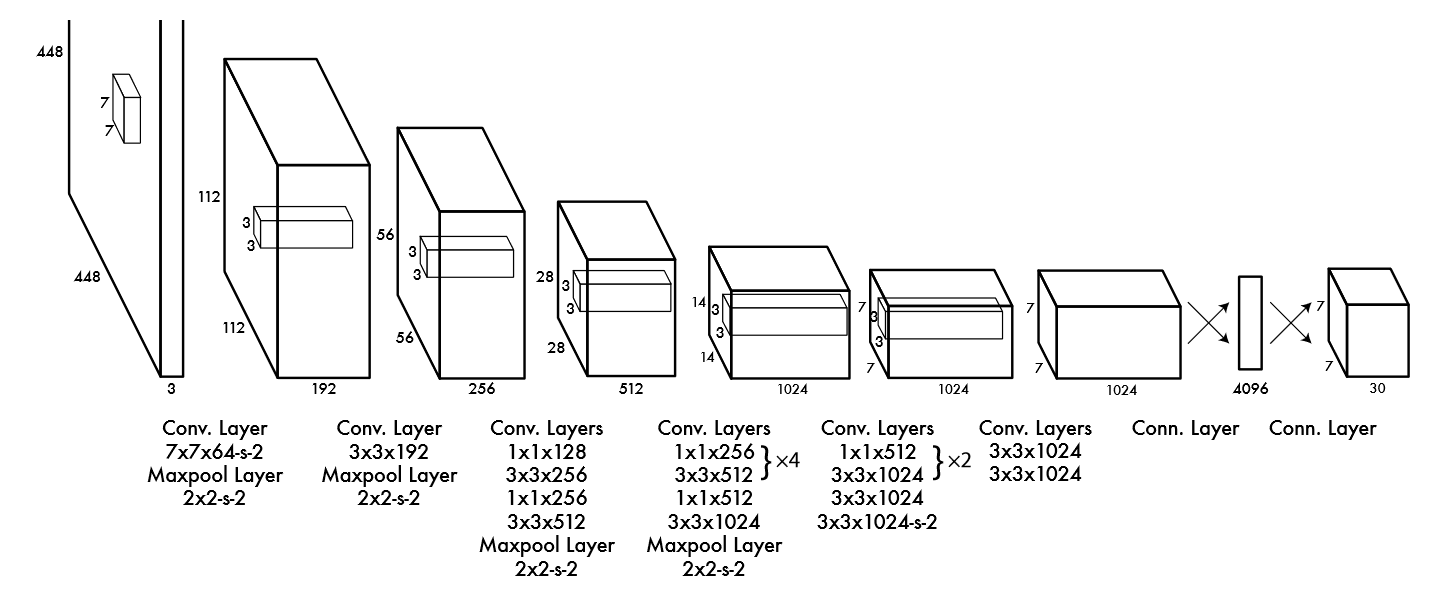 448
7
7
448
3
112
3
3
112
192
56
3
3
56
256
28
3
3
28
512
14
3
3
14
1024
7
3
3
7
1024
7
7
1024
4096
7
7
30
Conv. Layer
7x7x64-s-2
Maxpool Layer
2x2-s-2
Conv. Layer
3x3x192
Maxpool Layer
2x2-s-2
Conv. Layers
1x1x128
3x3x256
1x1x256
3x3x512
Maxpool Layer
2x2-s-2
Conv. Layers
1x1x256
3x3x512
}×4
1x1x512
3x3x1024
Maxpool Layer
2x2-s-2
Conv. Layers
1x1x512
3x3x1024
}×2
3x3x1024
3x3x1024-s-2
Conv. Layers
3x3x1024
3x3x1024
Conn. Layer
Conn. Layer